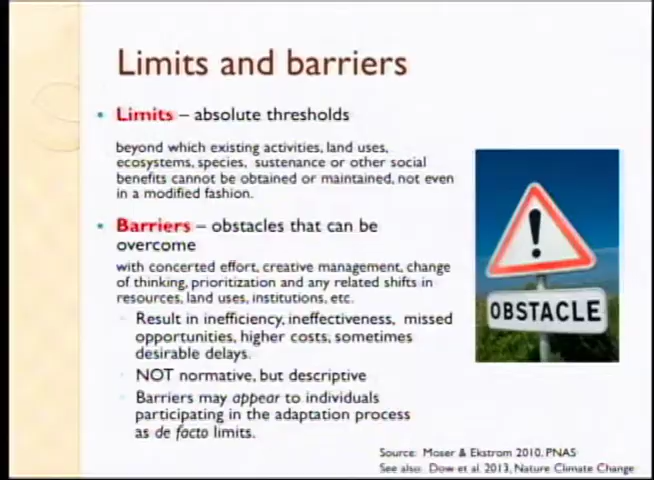 Limits and barriers
• Limits – absolute thresholds
beyond which existing activities, land uses,
ecosystems, species, sustenance or other social
benefits cannot be obtained or maintained, not even
in a modified fashion.
• Barriers – obstacles that can be
overcome
with concerted effort, creative management, change
of thinking, prioritization and any related shifts in
resources, land uses, institutions, etc.
Result in inefficiency, ineffectiveness, missed
opportunities, higher costs, sometimes
desirable delays.
NOT normative, but descriptive
Barriers may appear to individuals
participating in the adaptation process
as de facto limits.
!
OBSTACLE
Source: Moser & Ekstrom 2010, PNAS
See also: Dow et al. 2013, Nature Climate Change